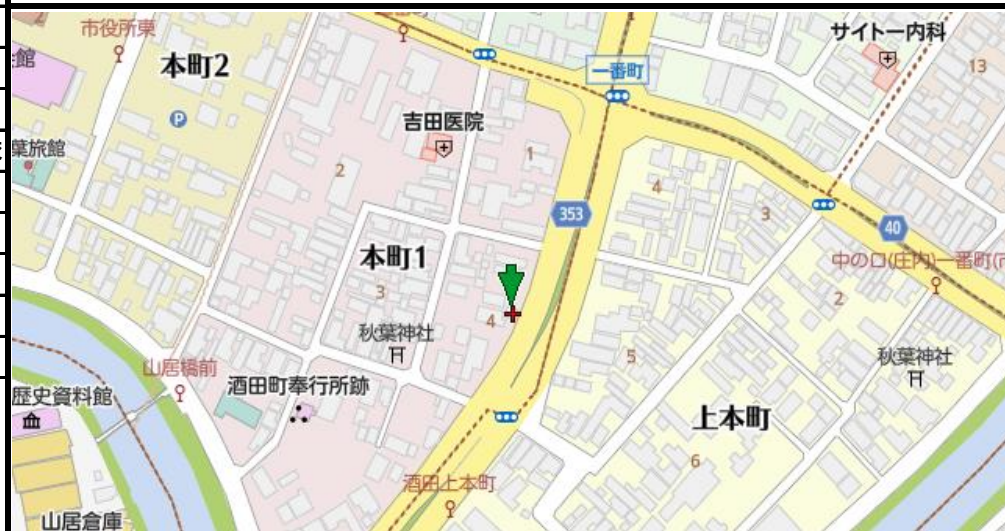 市役所東
本町2
館
P
葉旅館
吉田医院
2
1
一番町
サイトー内科
13
353
4
3
40
本町1
3
中の口(庄内)
一番町(市
2
4
秋葉神社
5
秋葉神社
山居橋前
酒田町奉行所跡
歴史資料館
上本町
6
酒田上本町
山居倉庫